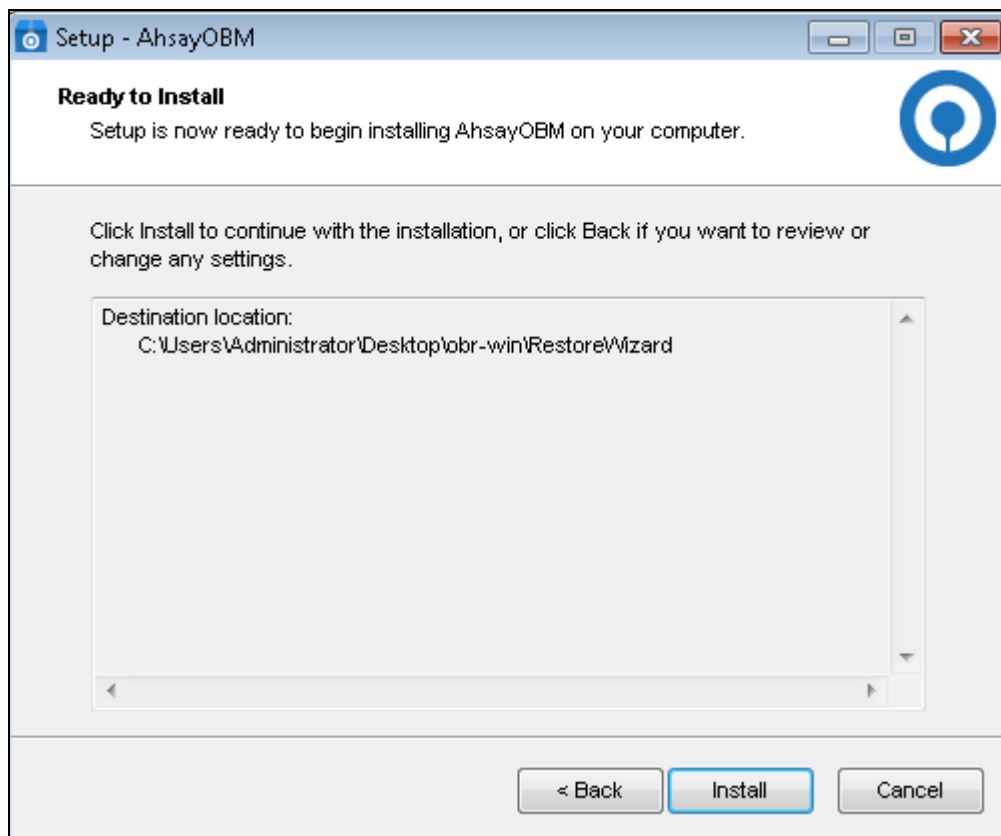 Setup - AhsayOBM
Ready to Install
Setup is now ready to begin installing AhsayOBM on your computer.
Click Install to continue with the installation, or click Back if you want to review or
change any settings.
Destination location:
C:\Users\Administrator\Desktop\obr-win\RestoreWizard
< Back
Install
Cancel